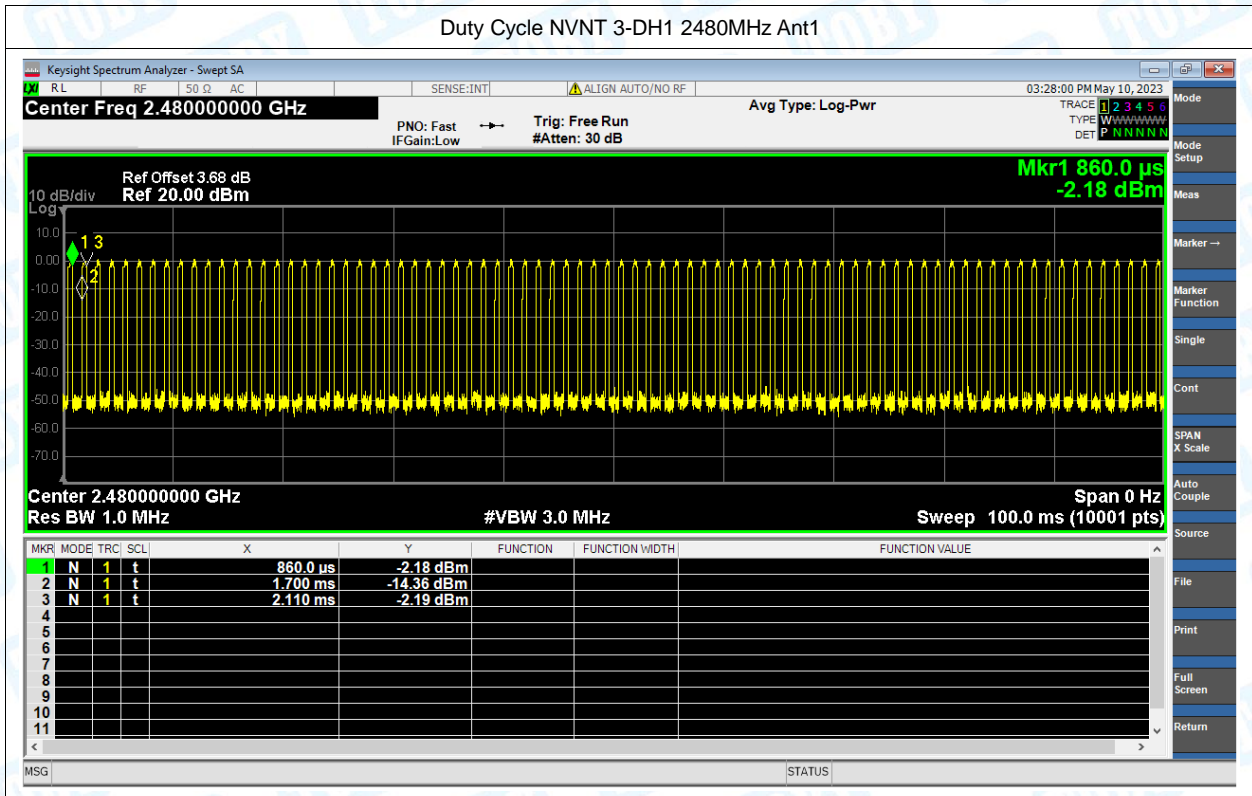 Duty Cycle NVNT 3-DH1 2480MHz Ant1
Keysight Spectrum Analyzer - Swept SA
LXI RL RF 50 Ω AC SENSE:INT ALIGN AUTO/NO RF 03:28:00 PM May 10, 2023
Center Freq 2.480000000 GHz Avg Type: Log-Pwr TRACE 1 2 3 4 5 6
PNO: Fast Trig: Free Run TYPE WWWWWW
IFGain:Low #Atten: 30 dB DET P N N N N N
Mkr1 860.0 µs
-2.18 dBm
Ref Offset 3.68 dB
10 dB/div Ref 20.00 dBm
Log
10.0
0.00
-10.0
-20.0
-30.0
-40.0
-50.0
-60.0
-70.0
1 3
2
Center 2.480000000 GHz Span 0 Hz
Res BW 1.0 MHz #VBW 3.0 MHz Sweep 100.0 ms (10001 pts)
MKR MODE TRC SCL X Y FUNCTION FUNCTION WIDTH FUNCTION VALUE
1 N 1 t 860.0 µs -2.18 dBm
2 N 1 t 1.700 ms -14.36 dBm
3 N 1 t 2.110 ms -2.19 dBm
4
5
6
7
8
9
10
11
MSG STATUS
Mode
Mode
Setup
Meas
Marker →
Marker
Function
Single
Cont
SPAN
X Scale
Auto
Couple
Source
File
Print
Full
Screen
Return
TOBY